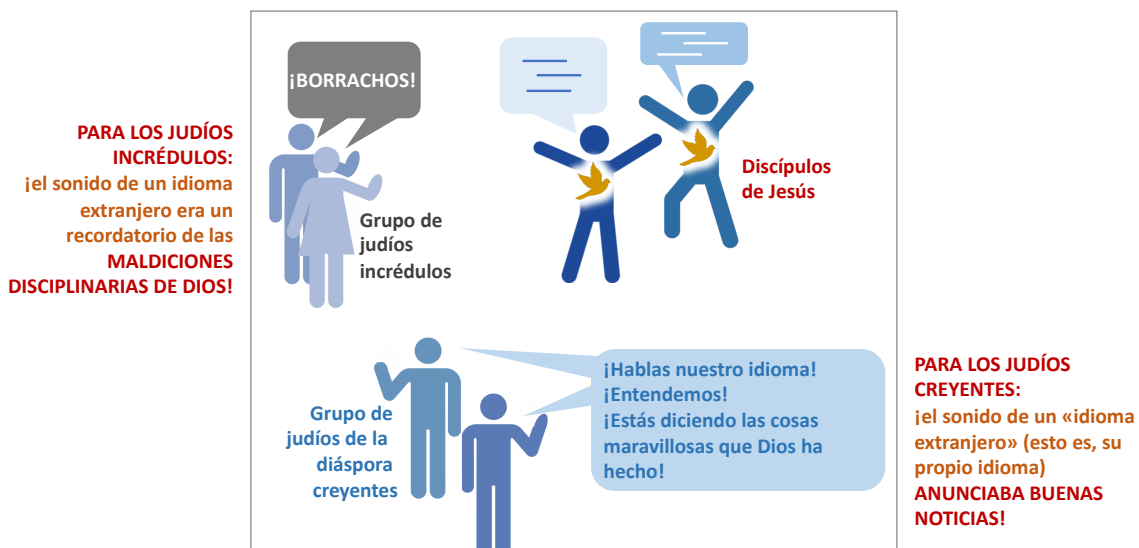 ¡BORRACHOS!
PARA LOS JUDÍOS
INCRÉDULOS:
¡el sonido de un idioma
extranjero era un
recordatorio de las
MALDICIONES
DISCIPLINARIAS DE DIOS!
Grupo de
judíos
incrédulos
Discípulos
de Jesús
Grupo de
judíos de la
diáspora
creyentes
¡Hablas nuestro idioma!
¡Entendemos!
¡Estás diciendo las cosas
maravillosas que Dios ha
hecho!
PARA LOS JUDÍOS
CREYENTES:
¡el sonido de un «idioma
extranjero» (esto es, su
propio idioma)
ANUNCIABA BUENAS
NOTICIAS!